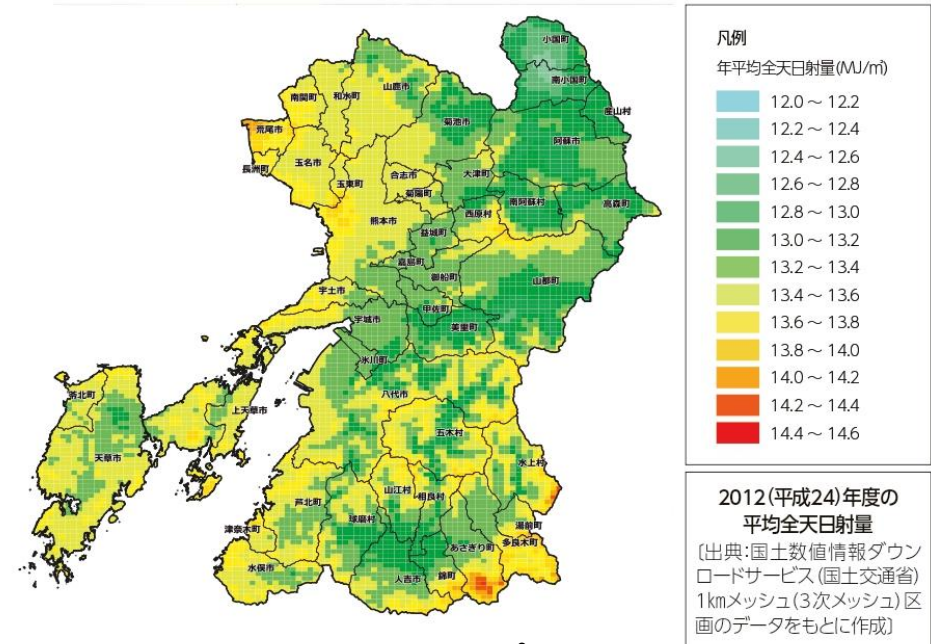 小国町
南小国町
産山村
山鹿市
菊池市
阿蘇市
南関町
和水町
荒尾市
長洲町
玉名市
玉東町
合志市
菊陽町
大津町
熊本市
西原村
南阿蘇村
高森町
益城町
嘉島町
御船町
山都町
宇土市
宇城市
甲佐町
美里町
氷川町
八代市
上天草市
苓北町
天草市
五木村
水上村
芦北町
山江村
相良村
球磨村
津奈木町
湯前町
多良木町
あさぎり町
水俣市
人吉市
錦町
凡例
年平均全天日射量(MJ/㎡)
12.0～12.2
12.2～12.4
12.4～12.6
12.6～12.8
12.8～13.0
13.0～13.2
13.2～13.4
13.4～13.6
13.6～13.8
13.8～14.0
14.0～14.2
14.2～14.4
14.4～14.6
2012(平成24)年度の
平均全天日射量
〔出典:国土数値情報ダウン
ロードサービス(国土交通省)
1kmメッシュ(3次メッシュ)区
画のデータをもとに作成〕